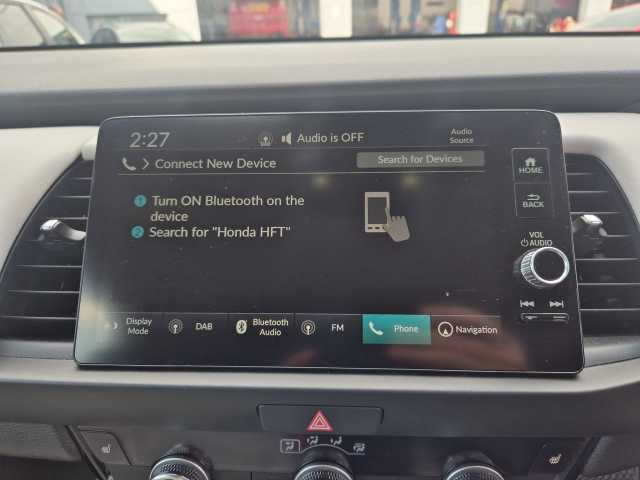 2:27
Audio is OFF
Audio
Source
Connect New Device
Search for Devices
HOME
1 Turn ON Bluetooth on the
device
2 Search for "Honda HFT"
BACK
VOL
AUDIO
Display
Mode
DAB
Bluetooth
Audio
FM
Phone
Navigation